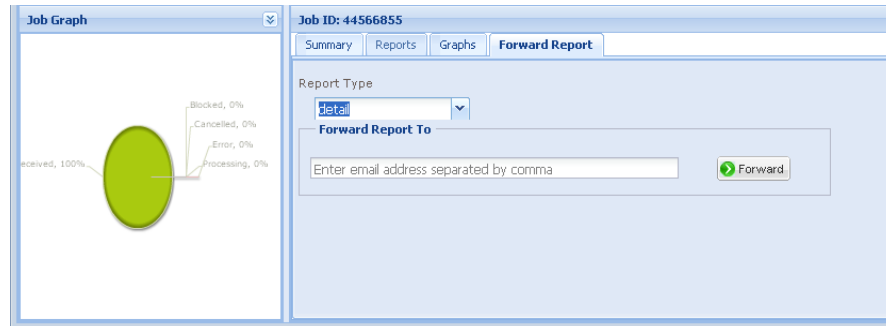 Job Graph
Blocked, 0%
Cancelled, 0%
Error, 0%
Processing, 0%
eceived, 100%
Job ID: 44566855
Summary Reports Graphs Forward Report
Report Type
detail
Forward Report To
Enter email address separated by comma
Forward